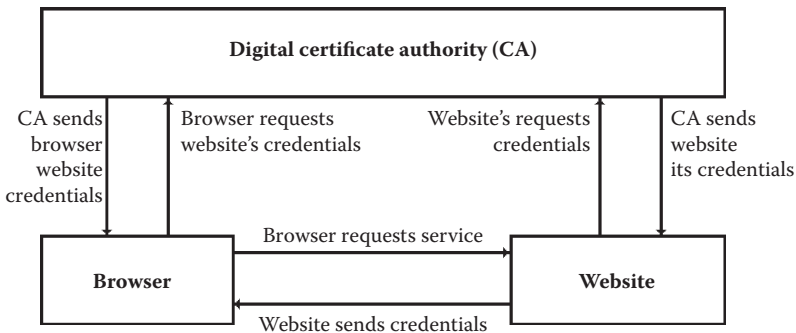 Digital certificate authority (CA)
CA sends
browser
website
credentials
Browser requests
website's credentials
Website's requests
credentials
CA sends
website
its credentials
Browser requests service
Browser
Website
Website sends credentials